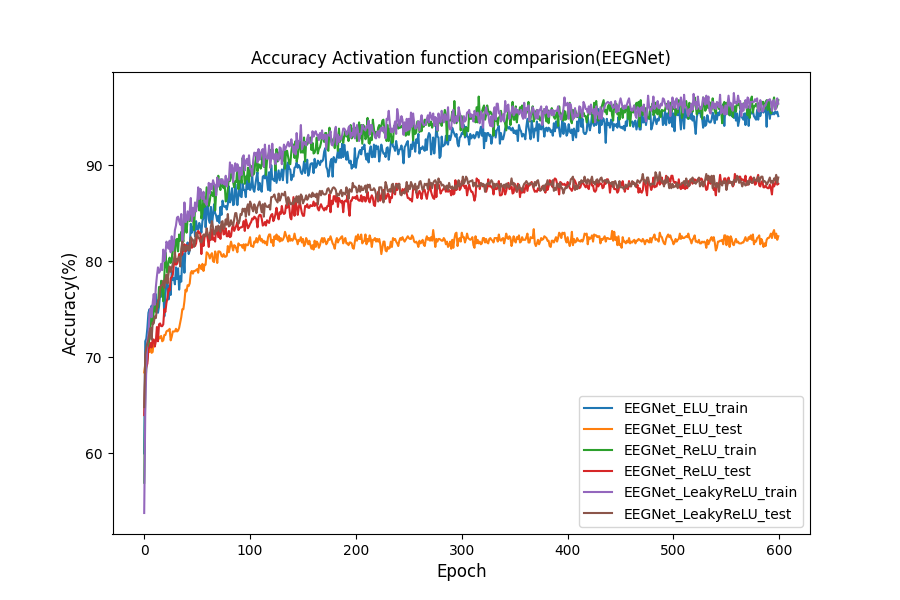 Accuracy Activation function comparision(EEGNet)
Accuracy(%)
90
80
70
60
0 100 200 300 400 500 600
Epoch
EEGNet_ELU_train
EEGNet_ELU_test
EEGNet_ReLU_train
EEGNet_ReLU_test
EEGNet_LeakyReLU_train
EEGNet_LeakyReLU_test